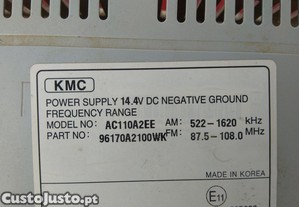 KMC
POWER SUPPLY 14.4V DC NEGATIVE GROUND
FREQUENCY RANGE
MODEL NO: AC110A2EE AM: 522-1620 kHz
PART NO: 96170A2100WK FM: 87.5-108.0 MHz
MADE IN KOREA
E11
CustoJusto.pt